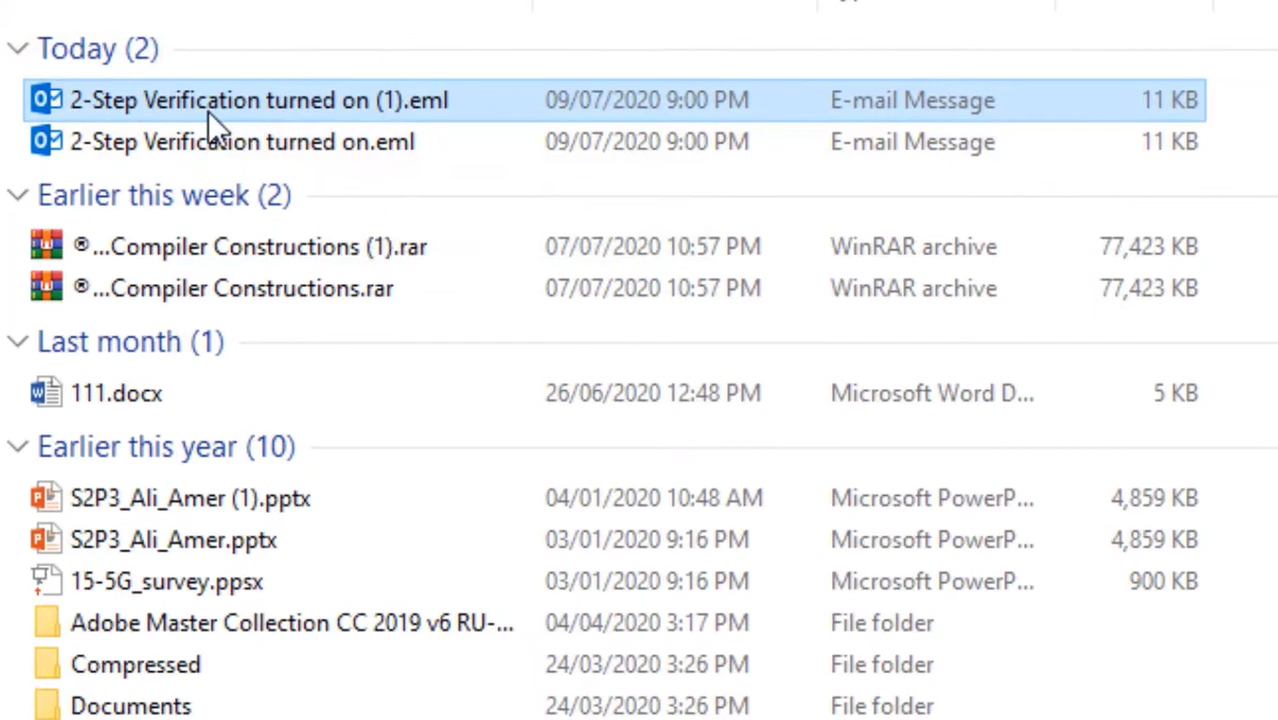 Today (2)
2-Step Verification turned on (1).eml 09/07/2020 9:00 PM E-mail Message 11 KB
2-Step Verification turned on.eml 09/07/2020 9:00 PM E-mail Message 11 KB
Earlier this week (2)
®...Compiler Constructions (1).rar 07/07/2020 10:57 PM WinRAR archive 77,423 KB
®...Compiler Constructions.rar 07/07/2020 10:57 PM WinRAR archive 77,423 KB
Last month (1)
111.docx 26/06/2020 12:48 PM Microsoft Word D... 5 KB
Earlier this year (10)
S2P3_Ali_Amer (1).pptx 04/01/2020 10:48 AM Microsoft PowerP... 4,859 KB
S2P3_Ali_Amer.pptx 03/01/2020 9:16 PM Microsoft PowerP... 4,859 KB
15-5G_survey.ppsx 03/01/2020 9:16 PM Microsoft PowerP... 900 KB
Adobe Master Collection CC 2019 v6 RU-... 04/04/2020 3:17 PM File folder
Compressed 24/03/2020 3:26 PM File folder
Documents 24/03/2020 3:26 PM File folder